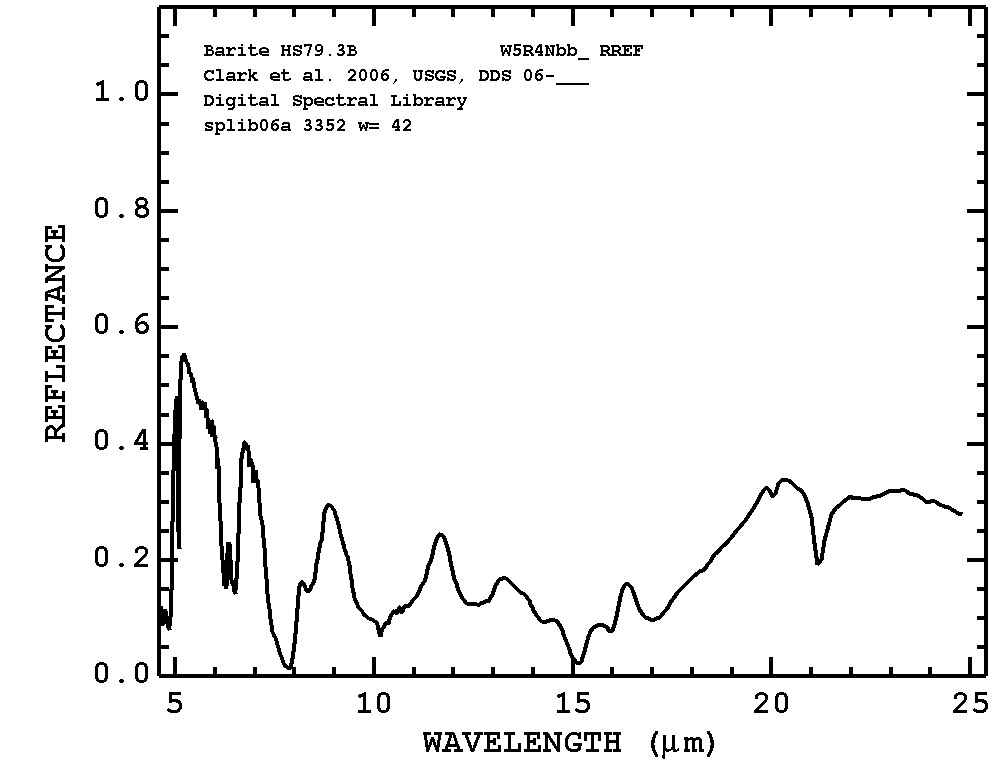 Barite HS79.3B W5R4Nbb_ RREF
Clark et al. 2006, USGS, DDS 06-___
Digital Spectral Library
splib06a 3352 w= 42
1.0
0.8
0.6
0.4
0.2
0.0
REFLECTANCE
5 10 15 20 25
WAVELENGTH (μm)